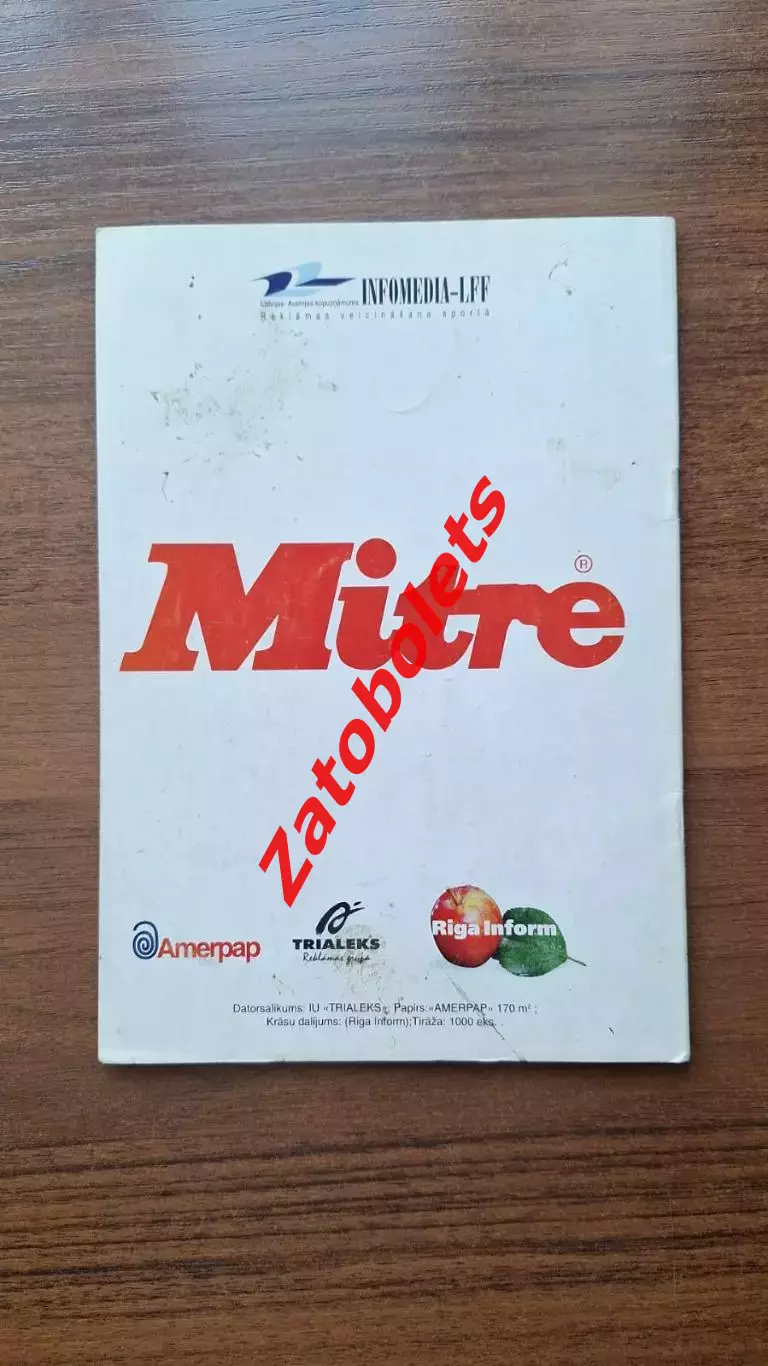 INFOMEDIA-LFF
Latvijas-Austrijas kopuzņēmums
Reklāmas veicināšana sportā
Mitre®
Zatobolets
Amerpap
TRIALEKS
Reklāmas grupa
Riga Inform
Datorsalikums: IU «TRIALEKS»; Papīrs:«AMERPAP» 170 m²;
Krāsu dalījums: (Riga Inform);Tirāža: 1000 eks.